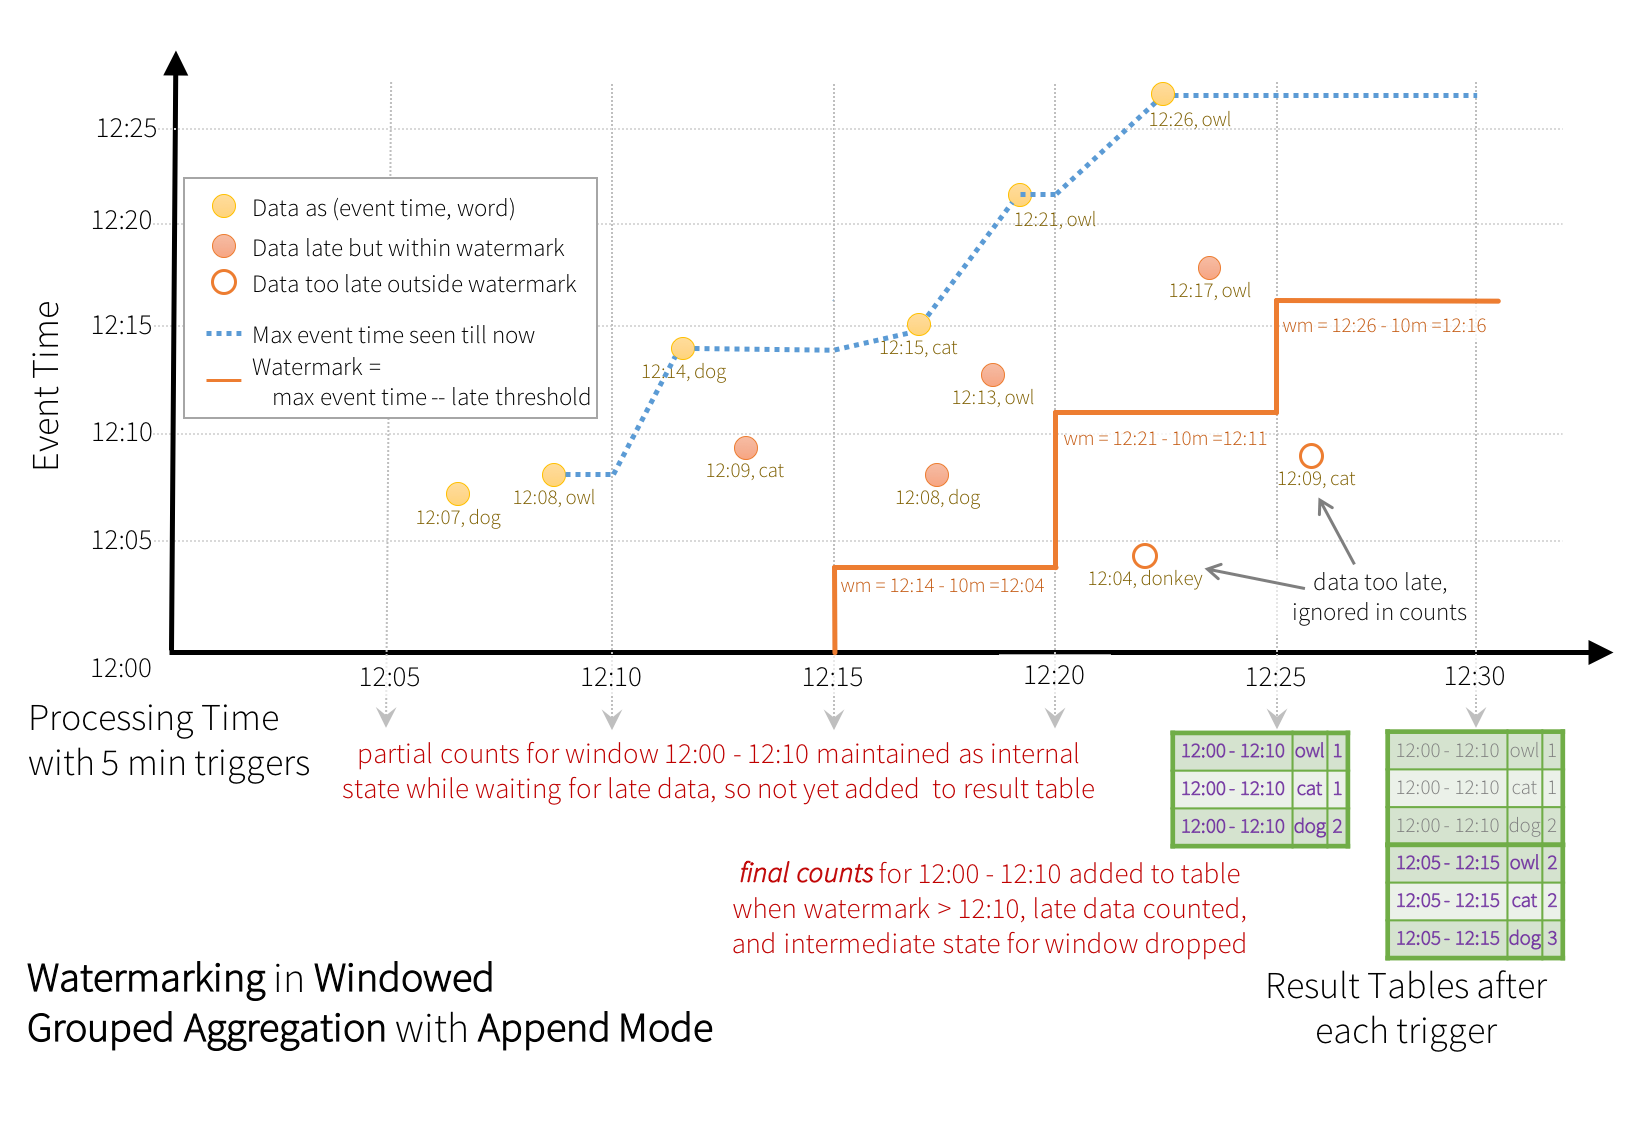 12:25
12:20
12:15
12:10
12:05
12:00
Event Time
Data as (event time, word)
Data late but within watermark
Data too late outside watermark
Max event time seen till now
Watermark =
max event time -- late threshold
12:26, owl
12:21, owl
12:17, owl
12:15, cat
12:14, dog
12:13, owl
12:09, cat
12:08, dog
12:08, owl
12:07, dog
12:09, cat
12:04, donkey
wm = 12:26 - 10m =12:16
wm = 12:21 - 10m =12:11
wm = 12:14 - 10m =12:04
data too late,
ignored in counts
12:05
12:10
12:15
12:20
12:25
12:30
Processing Time
with 5 min triggers
partial counts for window 12:00 - 12:10 maintained as internal
state while waiting for late data, so not yet added to result table
12:00 - 12:10 owl 1
12:00 - 12:10 cat 1
12:00 - 12:10 dog 2
12:00 - 12:10 owl 1
12:00 - 12:10 cat 1
12:00 - 12:10 dog 2
12:05 - 12:15 owl 2
12:05 - 12:15 cat 2
12:05 - 12:15 dog 3
final counts for 12:00 - 12:10 added to table
when watermark > 12:10, late data counted,
and intermediate state for window dropped
Result Tables after
each trigger
Watermarking in Windowed
Grouped Aggregation with Append Mode